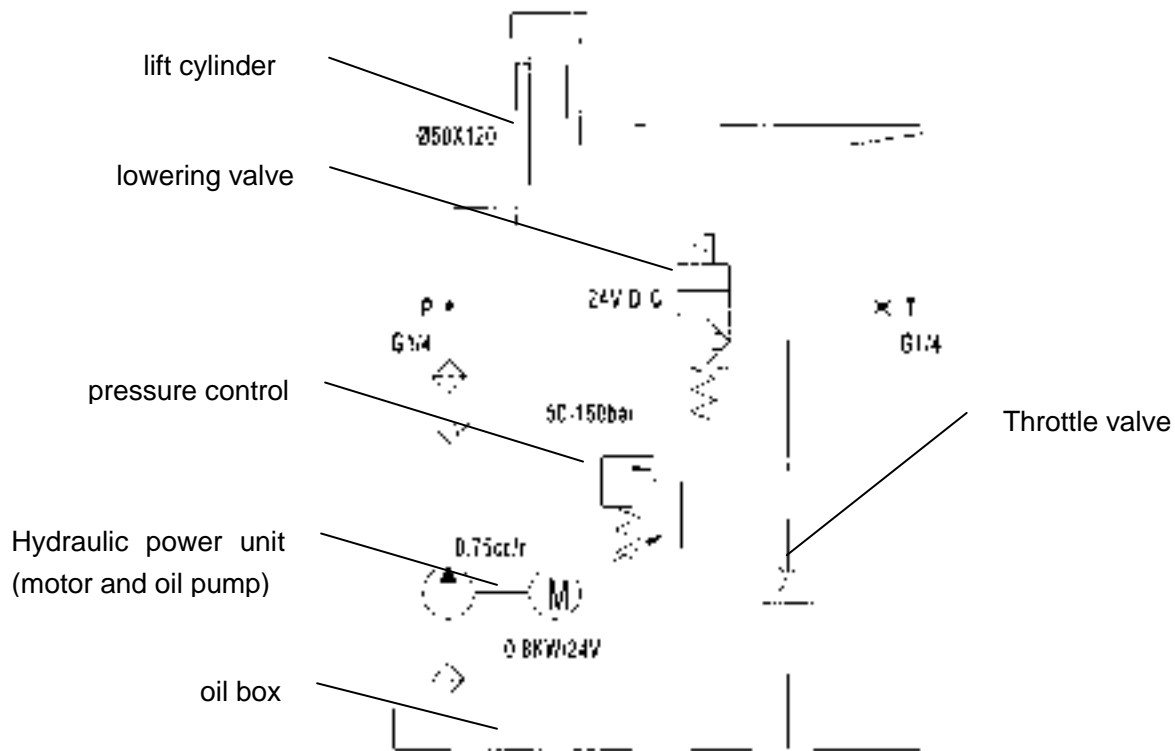 lift cylinder
Ø50X120
lowering valve
24V D C
P
T
G1/4
G1/4
pressure control
50-150bar
Throttle valve
Hydraulic power unit
(motor and oil pump)
0.75cc/r
M
0.8KW/24V
oil box